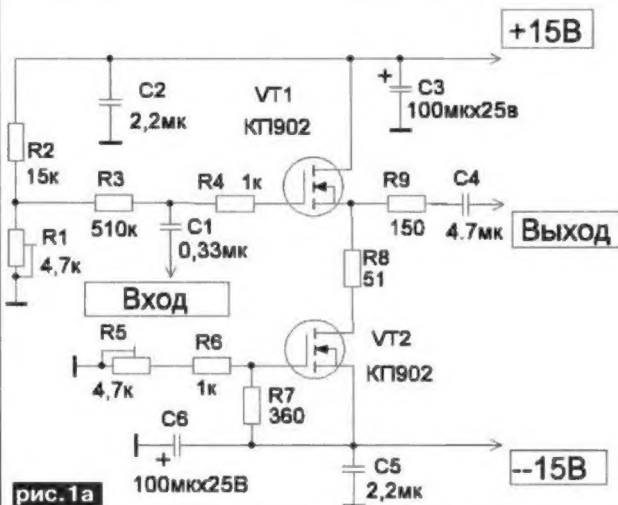 +15В
C2
2,2мк
VT1
КП902
C3
+
100мкх25в
R2
15к
R3
510к
R4 1к
R9
150
C4
4.7мк
C1
0,33мк
R1
4,7к
Выход
Вход
R8
51
R5
4,7к
R6
1к
VT2
КП902
R7
360
C6
+
100мкх25В
--15В
C5
2,2мк
рис.1а